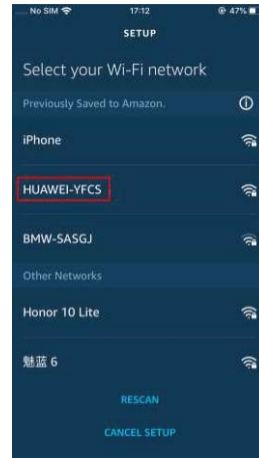 No SIM 17:12 47%
SETUP
Select your Wi-Fi network
Previously Saved to Amazon.
iPhone
HUAWEI-YFCS
BMW-SASGJ
Other Networks
Honor 10 Lite
魅蓝 6
RESCAN
CANCEL SETUP